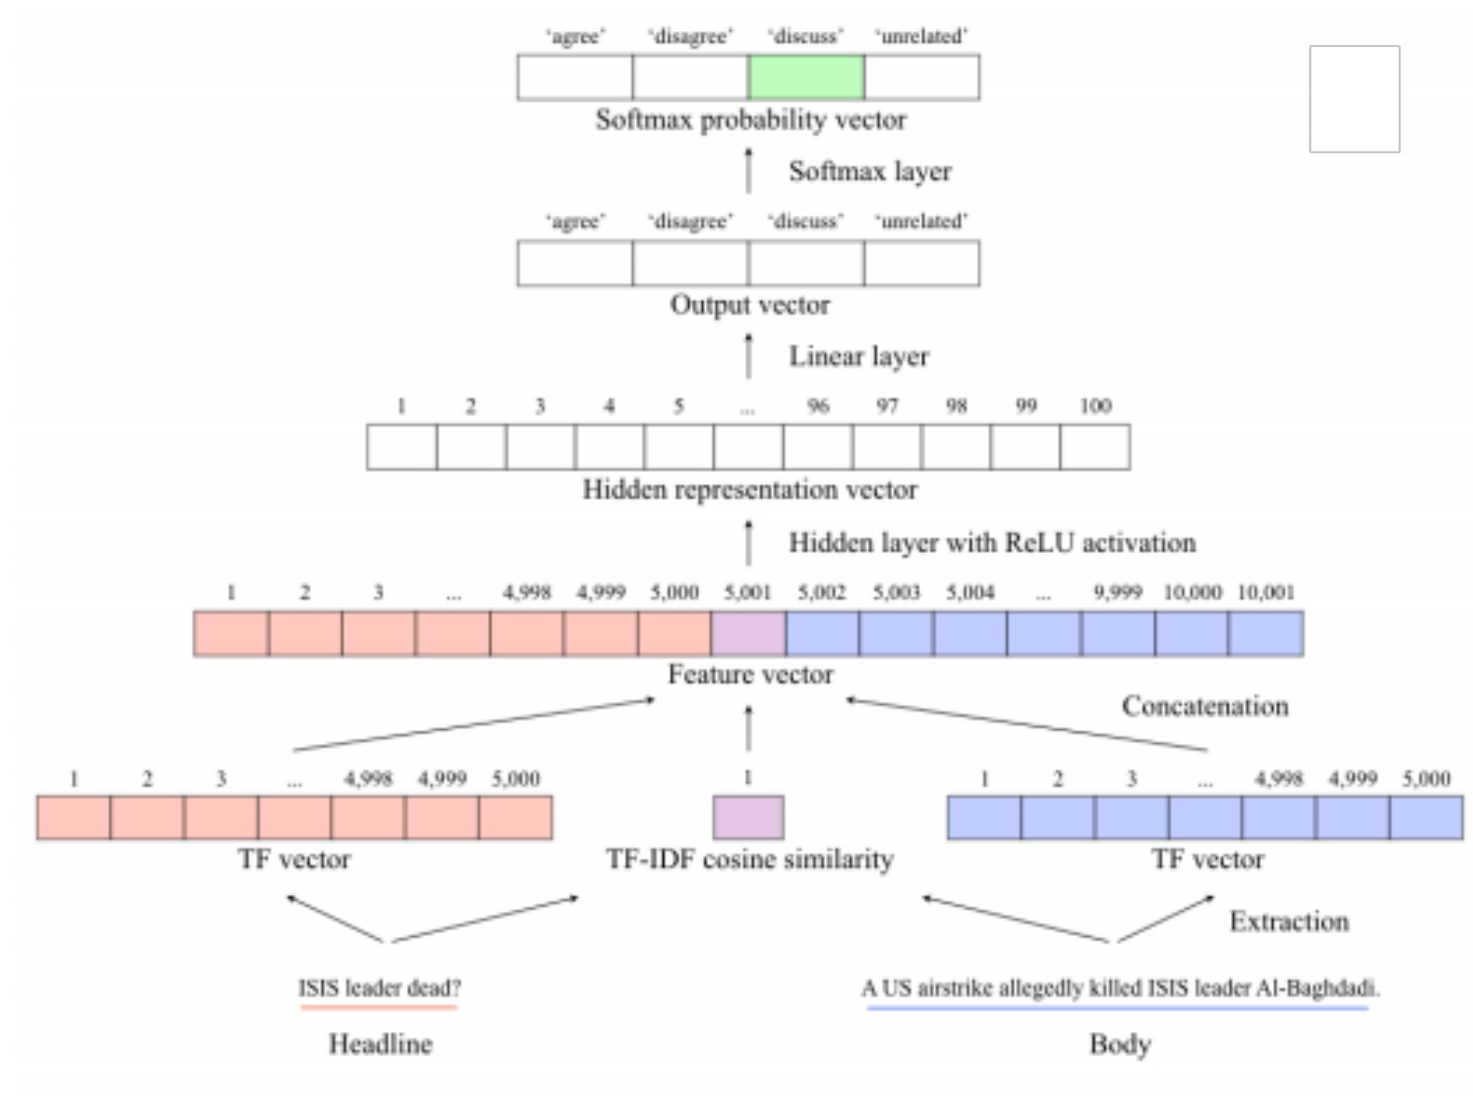 ‘agree’ ‘disagree’ ‘discuss’ ‘unrelated’
Softmax probability vector
Softmax layer
‘agree’ ‘disagree’ ‘discuss’ ‘unrelated’
Output vector
Linear layer
1 2 3 4 5 ... 96 97 98 99 100
Hidden representation vector
Hidden layer with ReLU activation
1 2 3 ... 4,998 4,999 5,000 5,001 5,002 5,003 5,004 ... 9,999 10,000 10,001
Feature vector
Concatenation
1 2 3 ... 4,998 4,999 5,000 1 1 2 3 ... 4,998 4,999 5,000
TF vector TF-IDF cosine similarity TF vector
Extraction
ISIS leader dead? A US airstrike allegedly killed ISIS leader Al-Baghdadi.
Headline Body